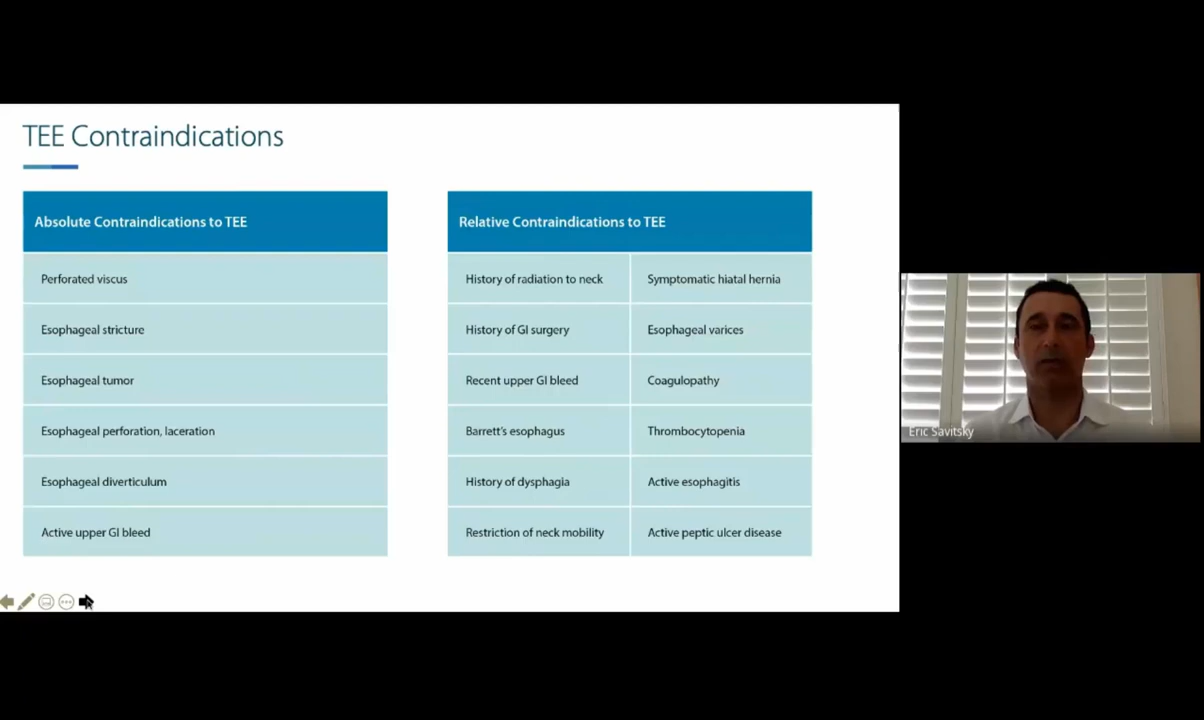 TEE Contraindications
Absolute Contraindications to TEE
Perforated viscus
Esophageal stricture
Esophageal tumor
Esophageal perforation, laceration
Esophageal diverticulum
Active upper GI bleed
Relative Contraindications to TEE
History of radiation to neck
Symptomatic hiatal hernia
History of GI surgery
Esophageal varices
Recent upper GI bleed
Coagulopathy
Barrett's esophagus
Thrombocytopenia
History of dysphagia
Active esophagitis
Restriction of neck mobility
Active peptic ulcer disease
Eric Savitsky